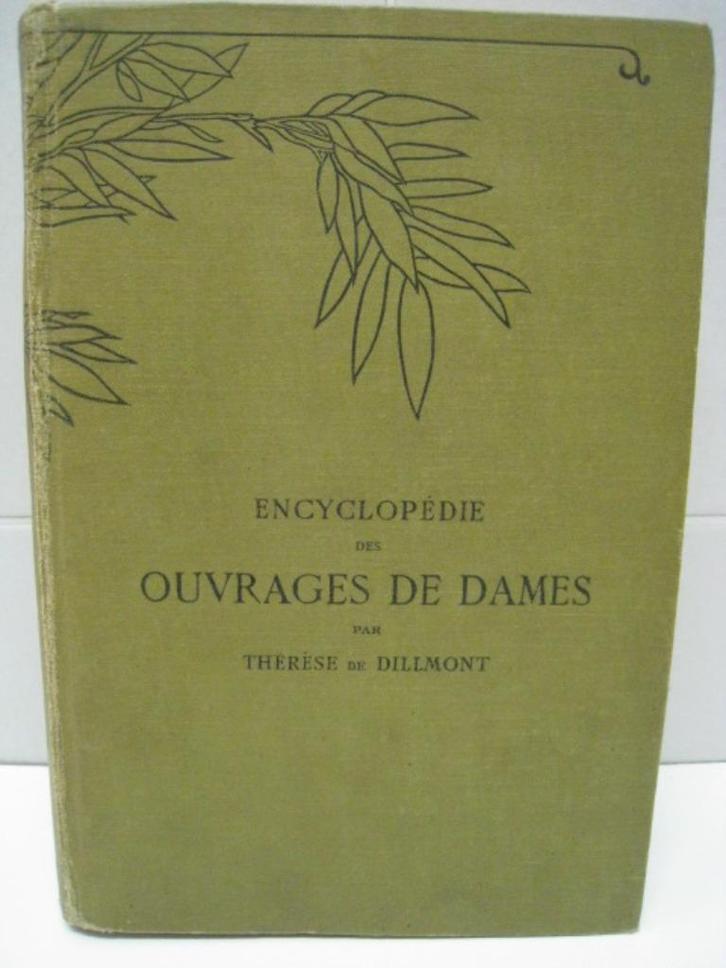 ENCYCLOPÉDIE
DES
OUVRAGES DE DAMES
PAR
THÉRÈSE DE DILLMONT